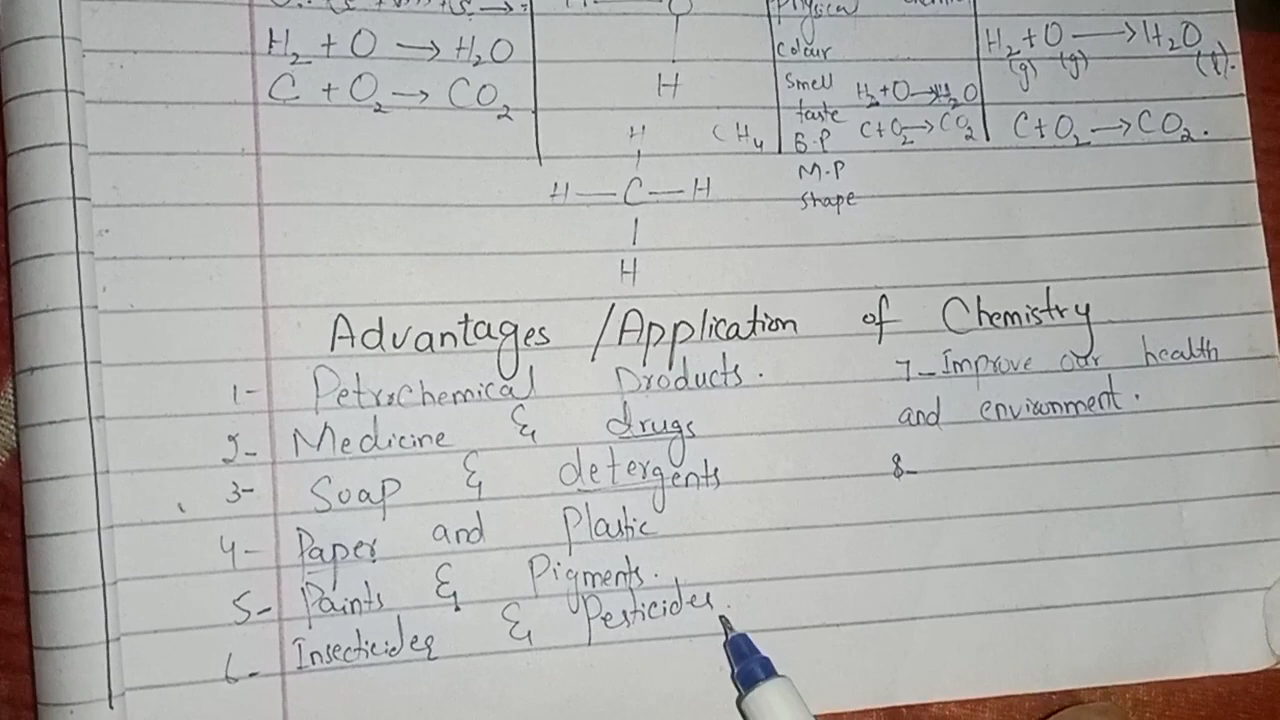 H₂ + O → H₂O
C + O₂ → CO₂
H
H
CH₄
H — C — H
H
Physical
Colour
Smell
taste
B.P
M.P
Shape
H₂+O→H₂O
C+O₂→CO₂
H₂+O → H₂O
(g) (g) (l).
C+O₂→CO₂.
Advantages / Application of Chemistry
1- Petrochemical Products.
2- Medicine & drugs
3- Soap & detergents
4- Paper and Plastic
5- Paints & Pigments.
6- Insecticides & Pesticides.
7- Improve our health
and environment.
8-